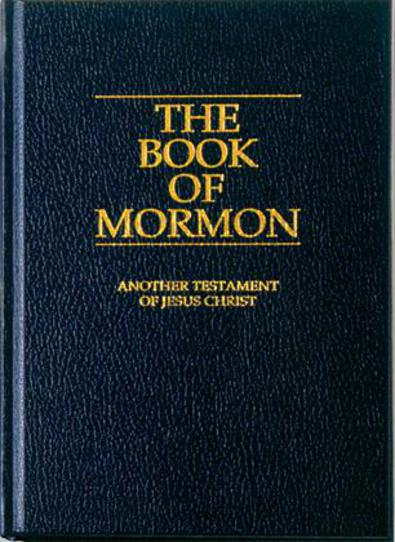 THE
BOOK
OF
MORMON
ANOTHER TESTAMENT
OF JESUS CHRIST